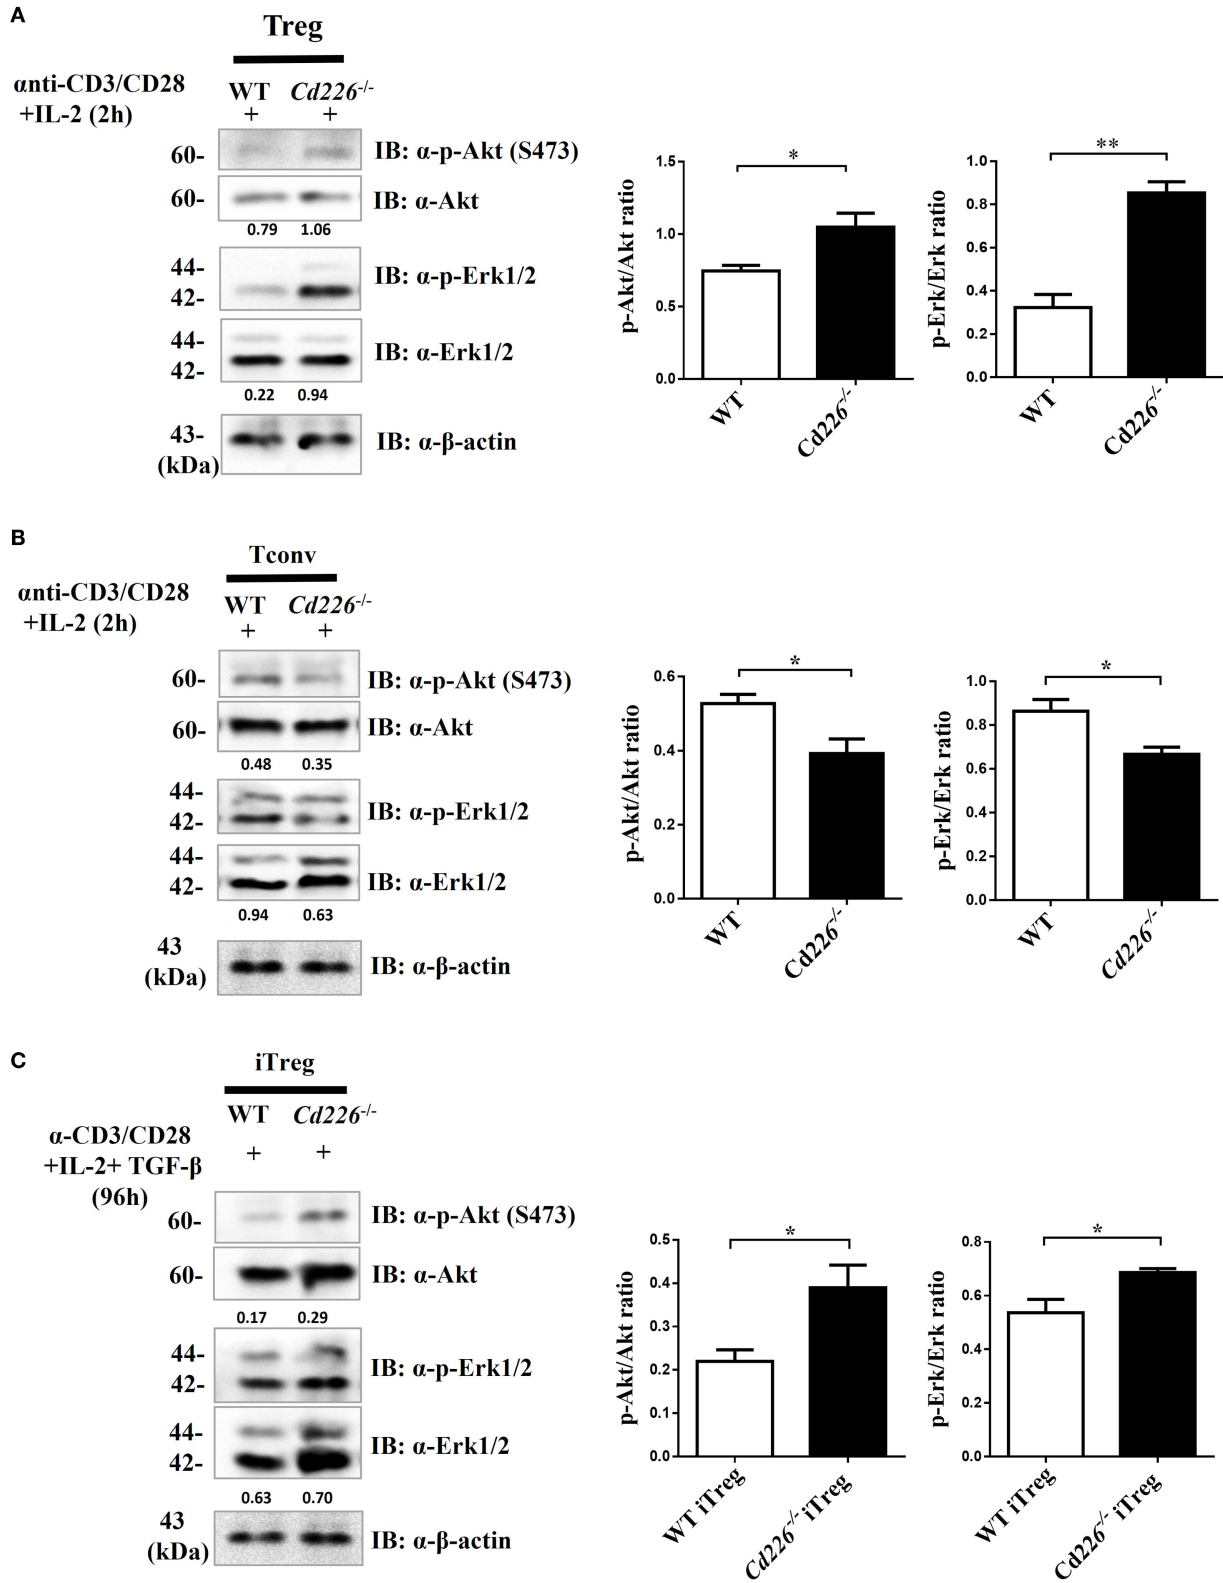 A
Treg
αnti-CD3/CD28
+IL-2 (2h)
WT Cd226-/-
+ +
60- IB: α-p-Akt (S473)
60- IB: α-Akt
0.79 1.06
44-
42- IB: α-p-Erk1/2
44-
42- IB: α-Erk1/2
0.22 0.94
43- IB: α-β-actin
(kDa)
p-Akt/Akt ratio
1.5
1.0
0.5
0.0
*
WT
Cd226-/-
p-Erk/Erk ratio
1.0
0.8
0.6
0.4
0.2
0.0
**
WT
Cd226-/-
B
Tconv
αnti-CD3/CD28
+IL-2 (2h)
WT Cd226-/-
+ +
60- IB: α-p-Akt (S473)
60- IB: α-Akt
0.48 0.35
44-
42- IB: α-p-Erk1/2
44-
42- IB: α-Erk1/2
0.94 0.63
43 IB: α-β-actin
(kDa)
p-Akt/Akt ratio
0.6
0.4
0.2
0.0
*
WT
Cd226-/-
p-Erk/Erk ratio
1.0
0.8
0.6
0.4
0.2
0.0
*
WT
Cd226-/-
C
iTreg
WT Cd226-/-
α-CD3/CD28
+IL-2+ TGF-β
(96h)
+ +
60- IB: α-p-Akt (S473)
60- IB: α-Akt
0.17 0.29
44-
42- IB: α-p-Erk1/2
44-
42- IB: α-Erk1/2
0.63 0.70
43
(kDa) IB: α-β-actin
p-Akt/Akt ratio
0.5
0.4
0.3
0.2
0.1
0.0
*
WT iTreg
Cd226-/- iTreg
p-Erk/Erk ratio
0.8
0.6
0.4
0.2
0.0
*
WT iTreg
Cd226-/- iTreg